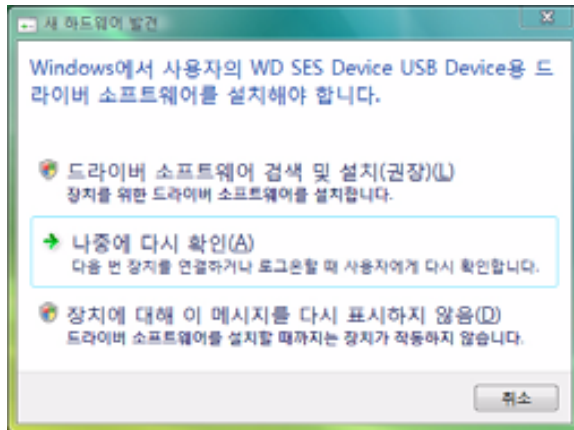 새 하드웨어 발견
Windows에서 사용자의 WD SES Device USB Device용 드
라이버 소프트웨어를 설치해야 합니다.
드라이버 소프트웨어 검색 및 설치(권장)(L)
장치를 위한 드라이버 소프트웨어를 설치합니다.
나중에 다시 확인(A)
다음 번 장치를 연결하거나 로그온할 때 사용자에게 다시 확인합니다.
장치에 대해 이 메시지를 다시 표시하지 않음(D)
드라이버 소프트웨어를 설치할 때까지는 장치가 작동하지 않습니다.
취소